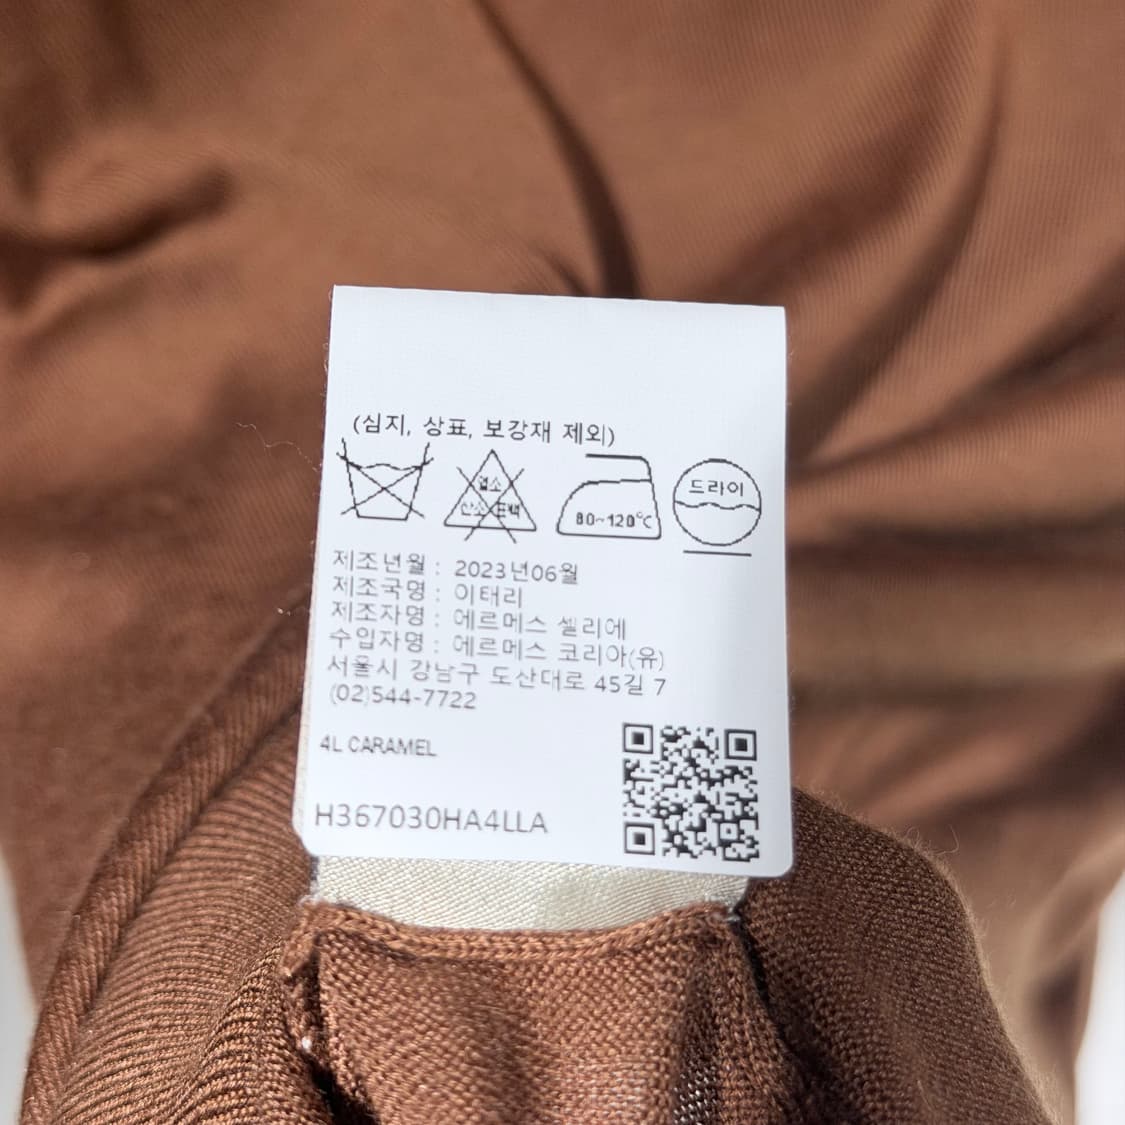 (심지, 상표, 보강재 제외)
염소
산소 표백
80~120℃
드라이
제조년월 : 2023년06월
제조국명 : 이태리
제조자명 : 에르메스 셀리에
수입자명 : 에르메스 코리아(유)
서울시 강남구 도산대로 45길 7
(02)544-7722
4L CARAMEL
H367030HA4LLA